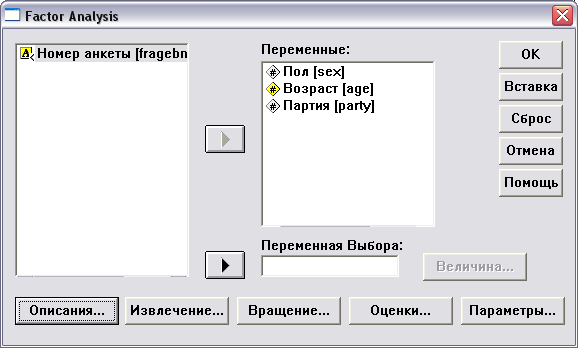 Factor Analysis
Номер анкеты [fragebn
Переменные:
Пол [sex]
Возраст [age]
Партия [party]
OK
Вставка
Сброс
Отмена
Помощь
Переменная Выбора:
Величина...
Описания...
Извлечение...
Вращение...
Оценки...
Параметры...